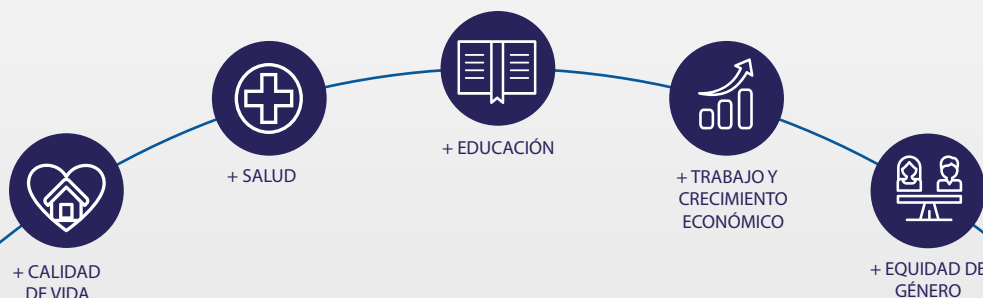 + CALIDAD
DE VIDA
+ SALUD
+ EDUCACIÓN
+ TRABAJO Y
CRECIMIENTO
ECONÓMICO
+ EQUIDAD DE
GÉNERO